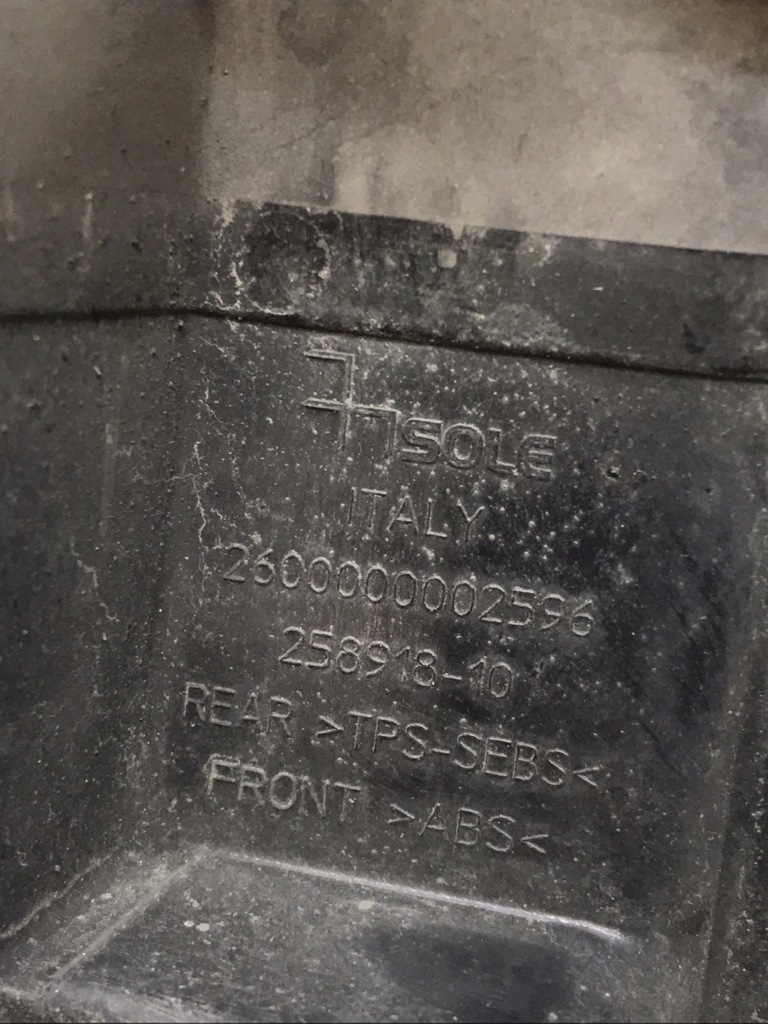 SOLE
ITALY
2600000002596
258918-10
REAR >TPS-SEBS<
FRONT >ABS<